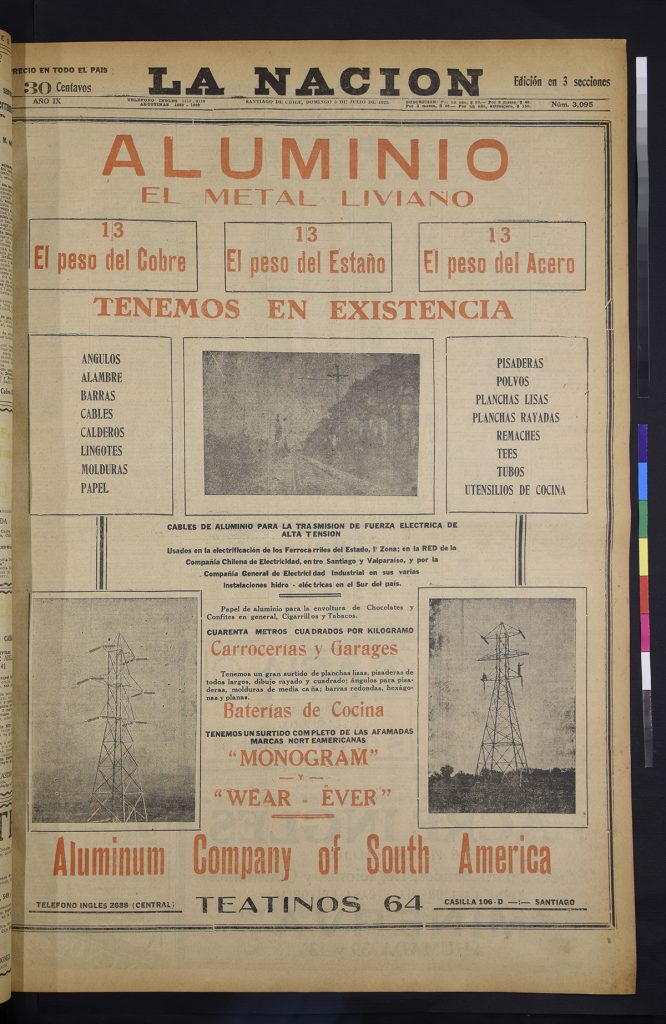 PRECIO EN TODO EL PAIS
30 Centavos
LA NACION
Edición en 3 secciones
AÑO IX
SANTIAGO DE CHILE, DOMINGO 5 DE JULIO DE 1925
Núm. 3,095
ALUMINIO
EL METAL LIVIANO
13
El peso del Cobre
13
El peso del Estaño
13
El peso del Acero
TENEMOS EN EXISTENCIA
ANGULOS
ALAMBRE
BARRAS
CABLES
CALDEROS
LINGOTES
MOLDURAS
PAPEL
PISADERAS
POLVOS
PLANCHAS LISAS
PLANCHAS RAYADAS
REMACHES
TEES
TUBOS
UTENSILIOS DE COCINA
CABLES DE ALUMINIO PARA LA TRASMISION DE FUERZA ELECTRICA DE
ALTA TENSION
Usados en la electrificación de los Ferrocarriles del Estado, 1ª Zona; en la RED de la
Compañía Chilena de Electricidad, entre Santiago y Valparaíso, y por la
Compañía General de Electricidad Industrial en sus varias
instalaciones hidro - eléctricas en el Sur del país.
Papel de aluminio para la envoltura de Chocolates y
Confites en general, Cigarrillos y Tabacos.
CUARENTA METROS CUADRADOS POR KILOGRAMO
Carrocerías y Garages
Tenemos un gran surtido de planchas lisas, pisaderas de
todos largos, dibujo rayado y cuadrado; ángulos para pisa-
deras, molduras de media caña; barras redondas, hexágo-
nas y planas.
Baterías de Cocina
TENEMOS UN SURTIDO COMPLETO DE LAS AFAMADAS
MARCAS NORTEAMERICANAS
"MONOGRAM"
— Y —
"WEAR - ÊVER"
Aluminum Company of South America
TELEFONO INGLES 2688 (CENTRAL)
TEATINOS 64
CASILLA 106-D —:— SANTIAGO